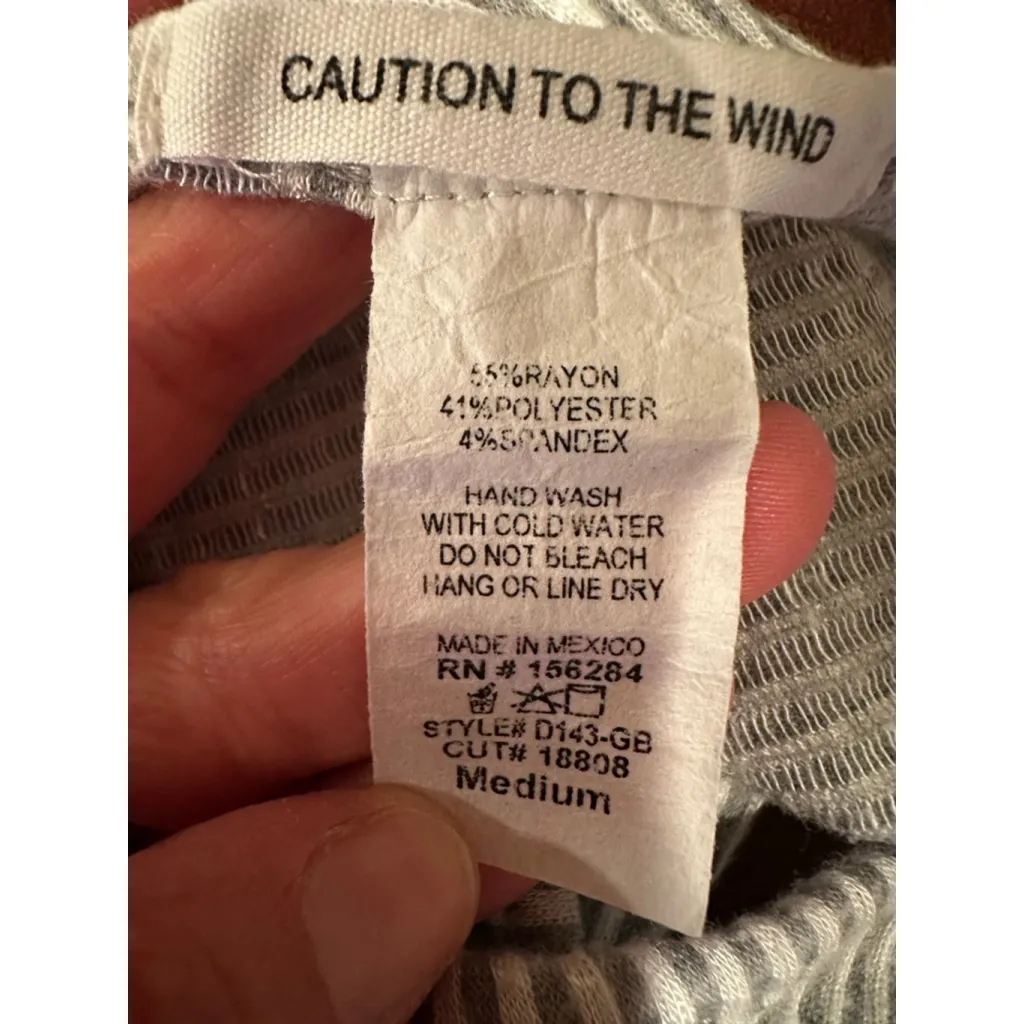 CAUTION TO THE WIND
55%RAYON
41%POLYESTER
4%SPANDEX
HAND WASH
WITH COLD WATER
DO NOT BLEACH
HANG OR LINE DRY
MADE IN MEXICO
RN # 156284
STYLE# D143-GB
CUT# 18808
Medium